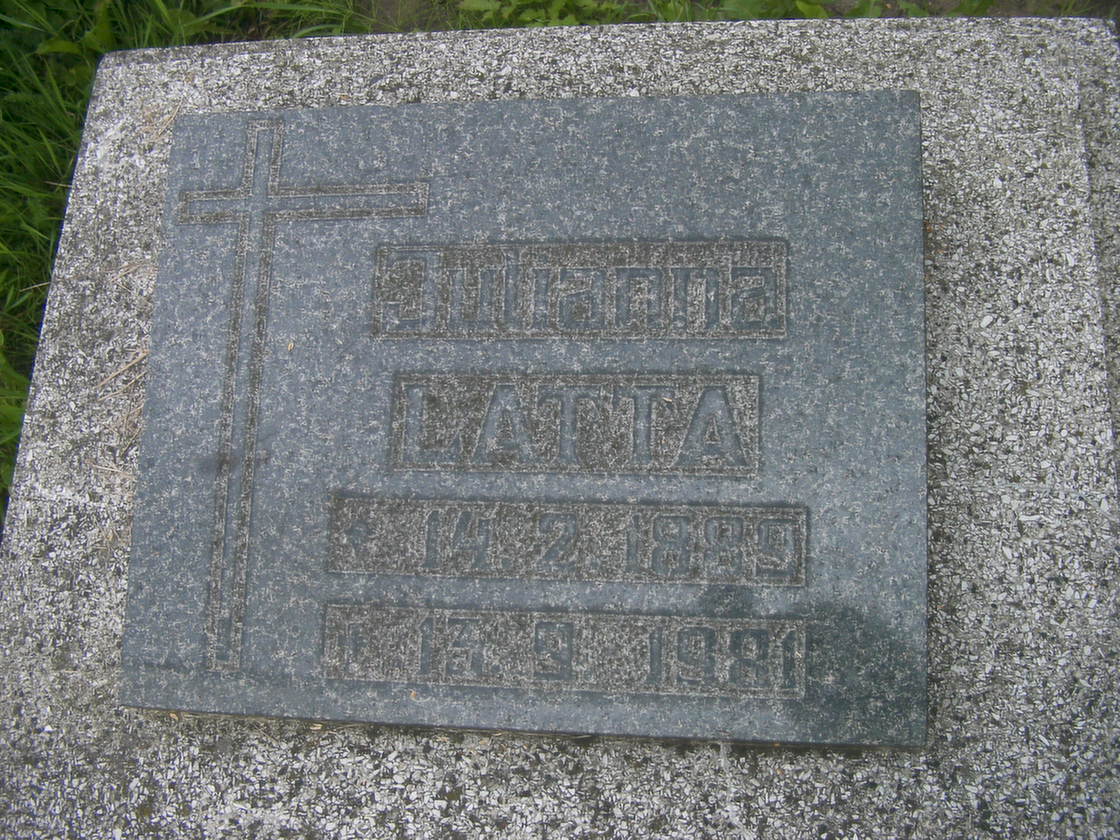 Julianna
LATTA
* 14. 2. 1889
† 13. 9. 1981